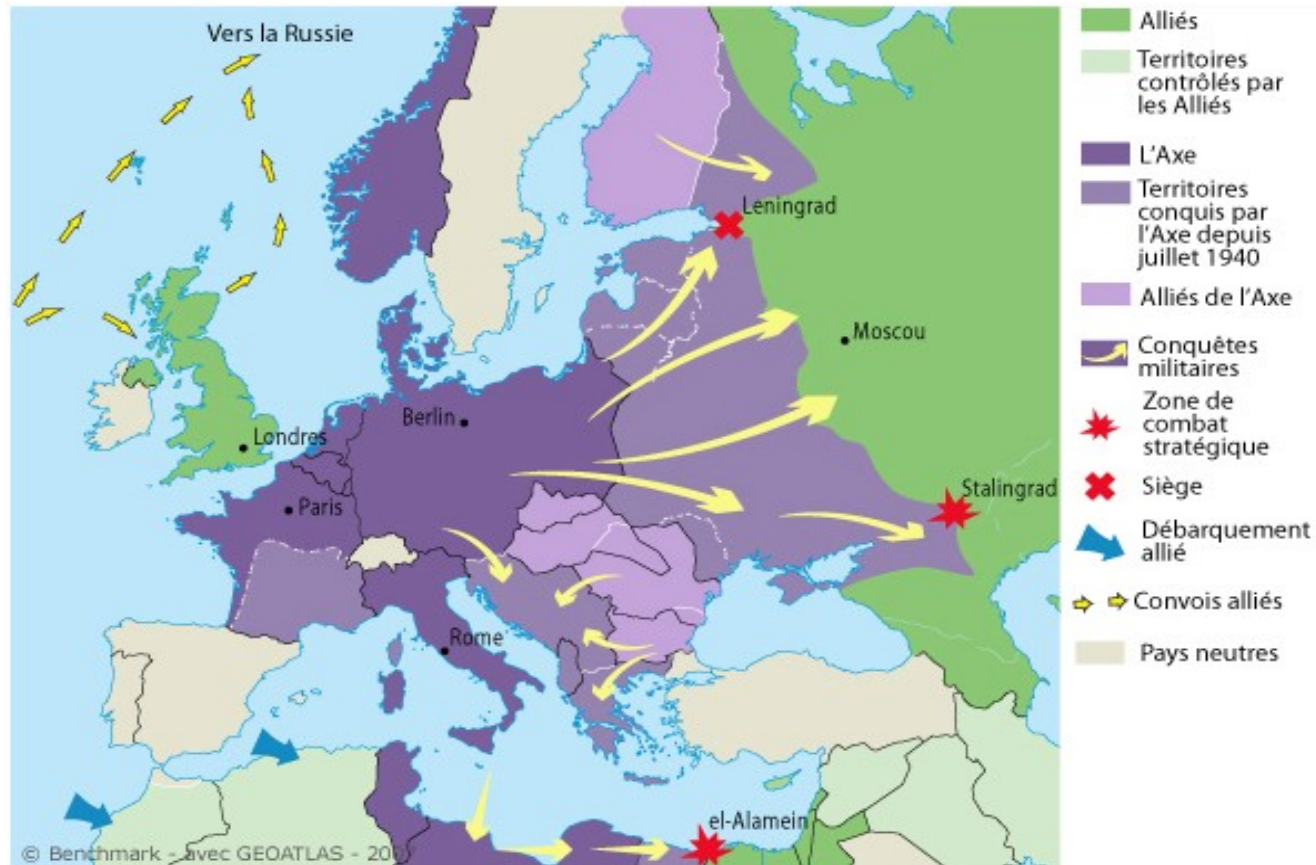 Vers la Russie
Leningrad
Moscou
Berlin
Londres
Paris
Stalingrad
Rome
el-Alamein
© Benchmark - avec GEOATLAS - 200
Alliés
Territoires
contrôlés par
les Alliés
L'Axe
Territoires
conquis par
l'Axe depuis
juillet 1940
Alliés de l'Axe
Conquêtes
militaires
Zone de
combat
stratégique
Siège
Débarquement
allié
Convois alliés
Pays neutres